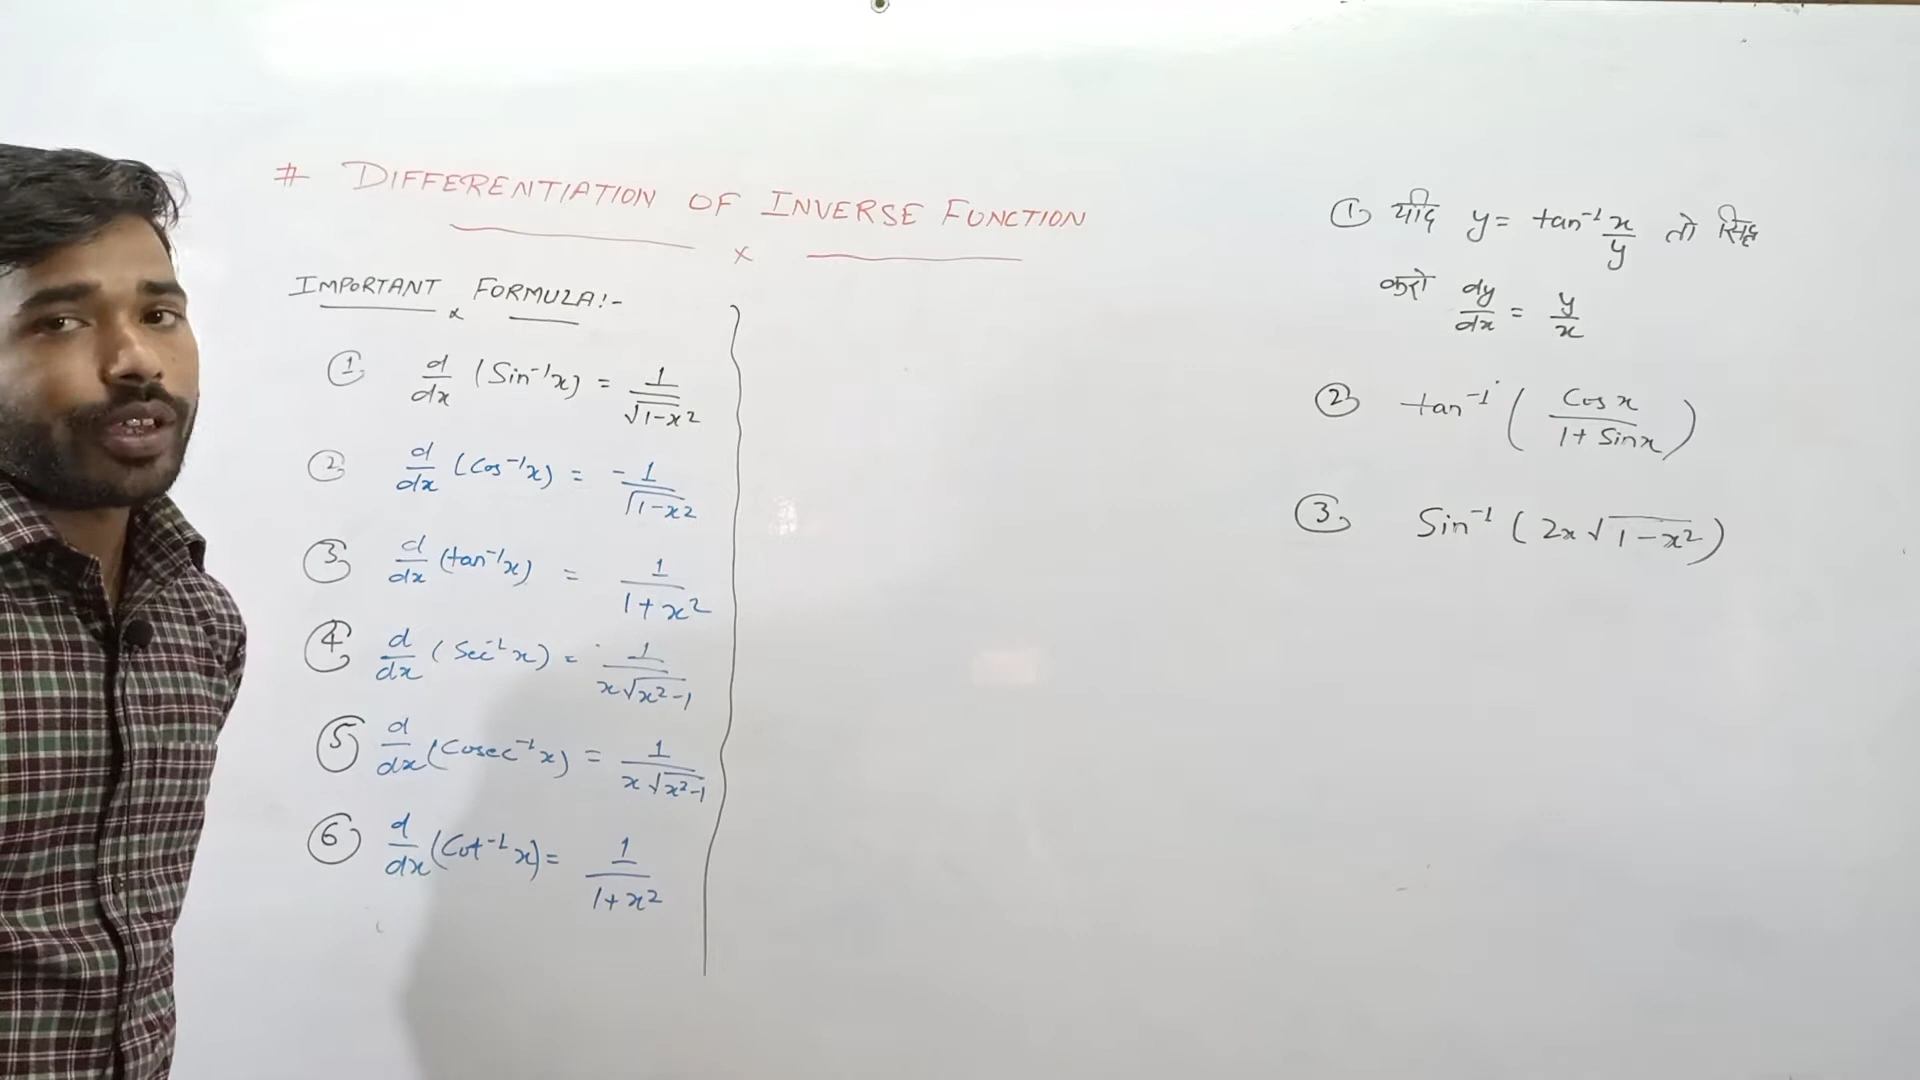 # DIFFERENTIATION OF INVERSE FUNCTION
IMPORTANT FORMULA:-
① d/dx (Sin⁻¹x) = 1/√1-x²
② d/dx (Cos⁻¹x) = -1/√1-x²
③ d/dx (tan⁻¹x) = 1/1+x²
④ d/dx (Sec⁻¹x) = 1/x√x²-1
⑤ d/dx (Cosec⁻¹x) = 1/x√x²-1
⑥ d/dx (Cot⁻¹x) = 1/1+x²
① यदि y = tan⁻¹ x/y तो सिद्ध
करो dy/dx = y/x
② tan⁻¹ (Cos x/1+Sinx)
③ Sin⁻¹ (2x√1-x²)